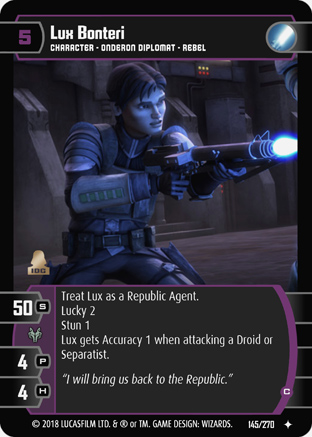 5 Lux Bonteri
CHARACTER - ONDERON DIPLOMAT - REBEL
IDG
50 S
4 P
4 H
Treat Lux as a Republic Agent.
Lucky 2
Stun 1
Lux gets Accuracy 1 when attacking a Droid or
Separatist.
“I will bring us back to the Republic.”
C
© 2018 LUCASFILM LTD. & ® or TM. GAME DESIGN: WIZARDS. 145/270